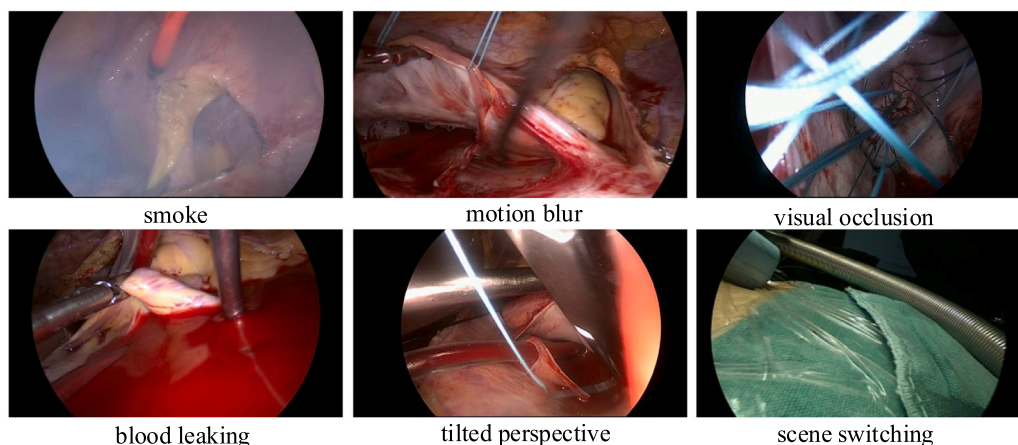 smoke
motion blur
visual occlusion
blood leaking
tilted perspective
scene switching